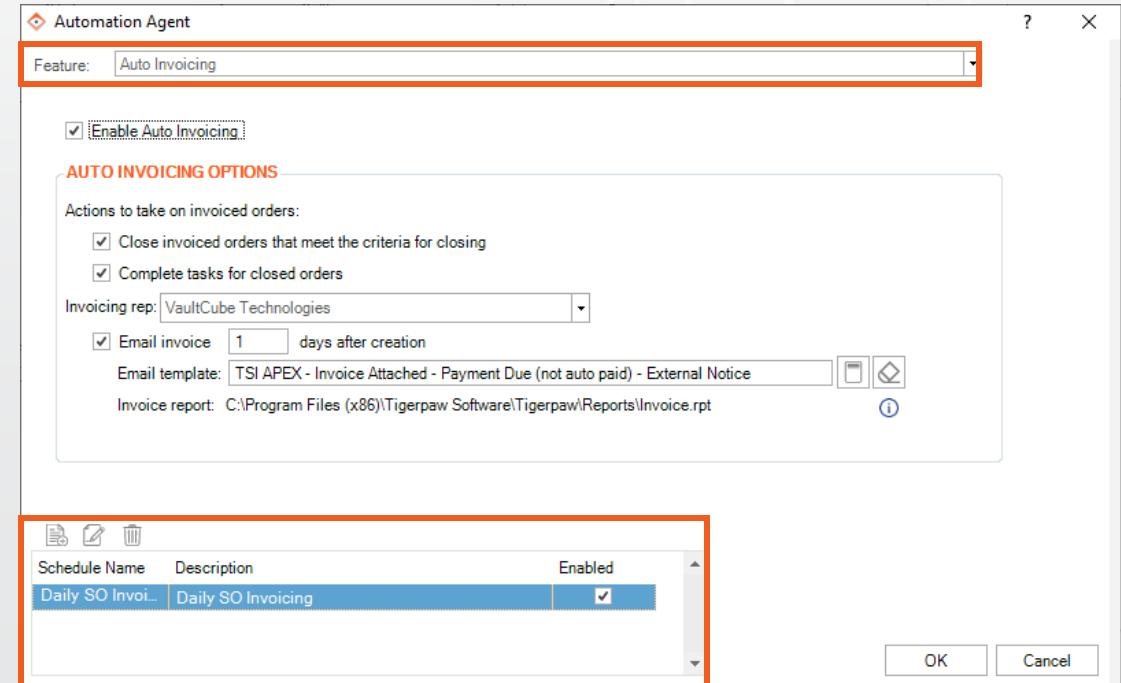 Automation Agent ?
Feature: Auto Invoicing
Enable Auto Invoicing
AUTO INVOICING OPTIONS
Actions to take on invoiced orders:
Close invoiced orders that meet the criteria for closing
Complete tasks for closed orders
Invoicing rep: VaultCube Technologies
Email invoice 1 days after creation
Email template: TSI APEX - Invoice Attached - Payment Due (not auto paid) - External Notice
Invoice report: C:\Program Files (x86)\Tigerpaw Software\Tigerpaw\Reports\Invoice.rpt
Schedule Name Description Enabled
Daily SO Invoi... Daily SO Invoicing
OK Cancel